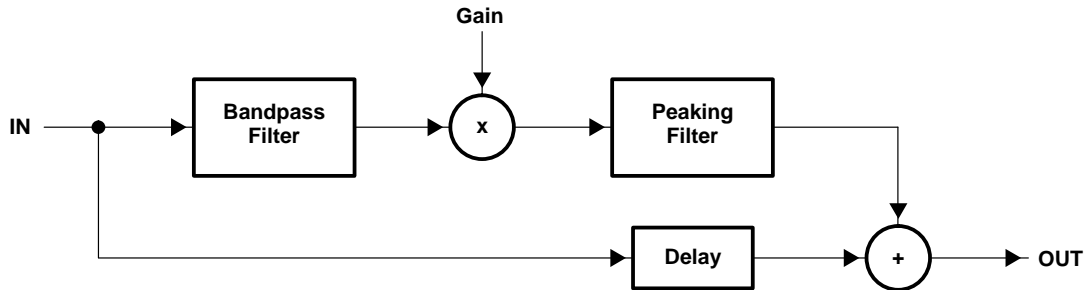 Gain
IN
Bandpass
Filter
x
Peaking
Filter
Delay
+
OUT